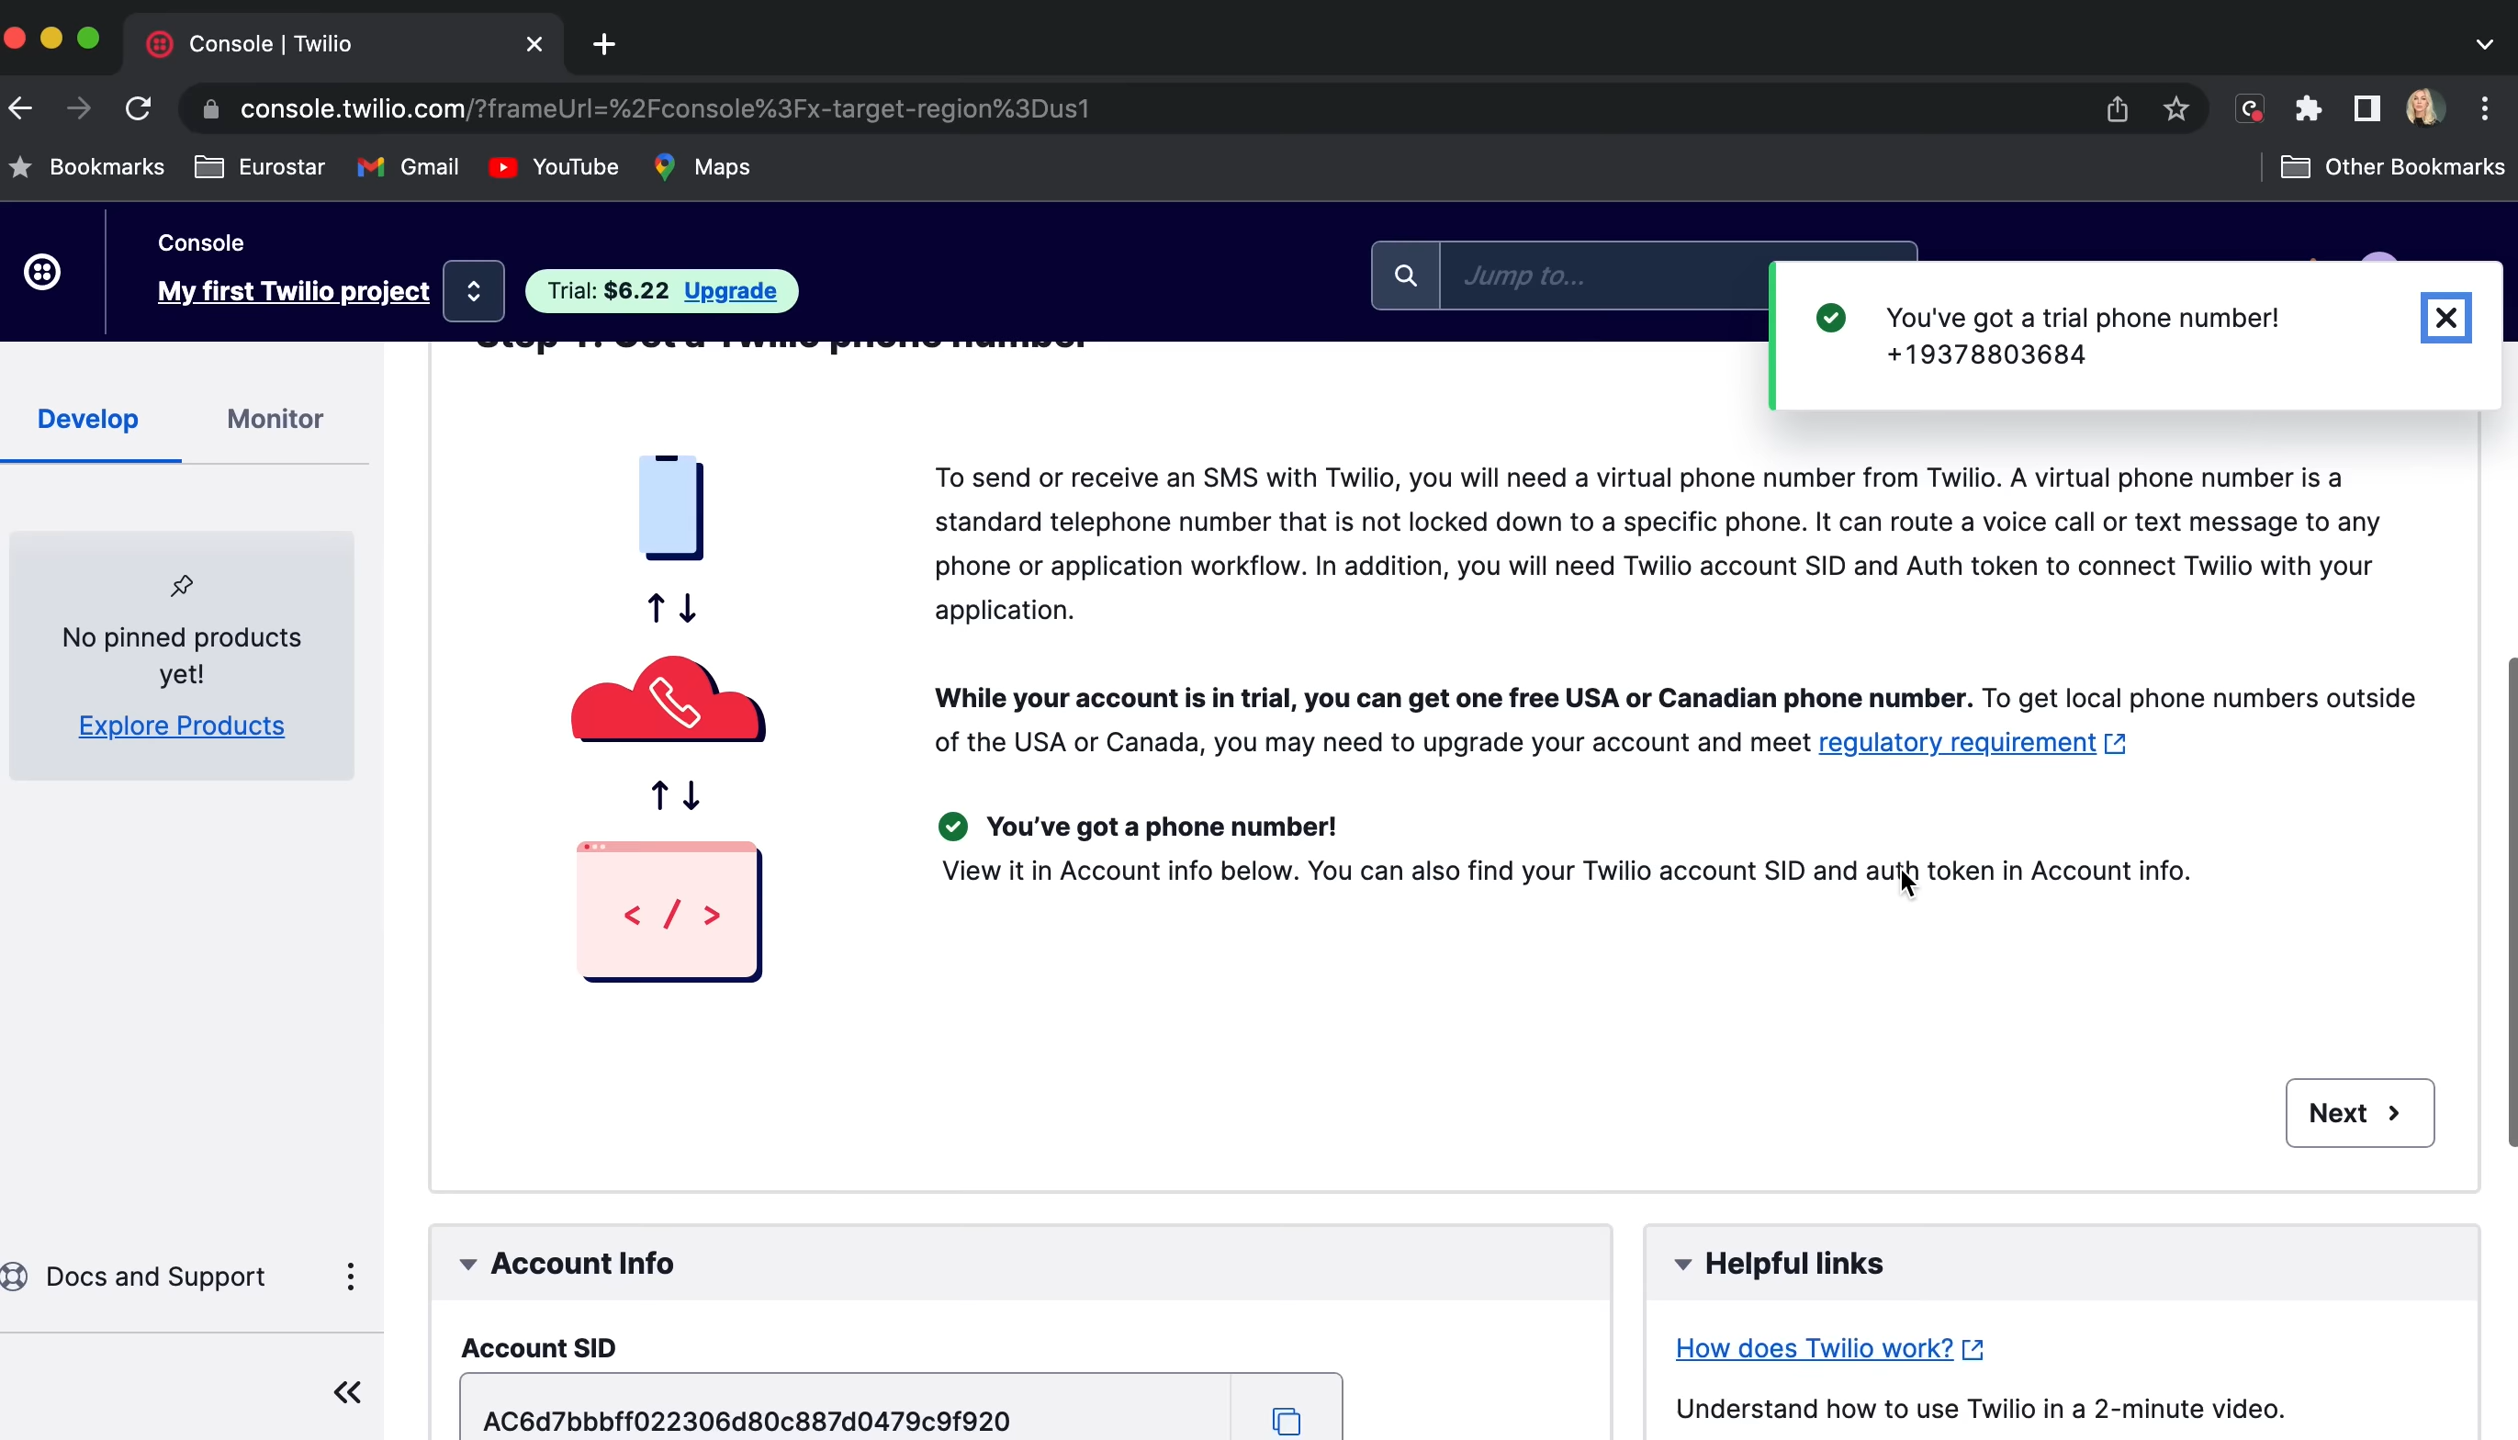 Console | Twilio
console.twilio.com/?frameUrl=%2Fconsole%3Fx-target-region%3Dus1
Bookmarks Eurostar Gmail YouTube Maps Other Bookmarks
Console
My first Twilio project Trial: $6.22 Upgrade
Jump to...
You've got a trial phone number!
+19378803684
Step 1: Get a Twilio phone number
Develop Monitor
No pinned products
yet!
Explore Products
To send or receive an SMS with Twilio, you will need a virtual phone number from Twilio. A virtual phone number is a
standard telephone number that is not locked down to a specific phone. It can route a voice call or text message to any
phone or application workflow. In addition, you will need Twilio account SID and Auth token to connect Twilio with your
application.
While your account is in trial, you can get one free USA or Canadian phone number. To get local phone numbers outside
of the USA or Canada, you may need to upgrade your account and meet regulatory requirement
You’ve got a phone number!
View it in Account info below. You can also find your Twilio account SID and auth token in Account info.
< / >
Next
Docs and Support
Account Info
Account SID
AC6d7bbbff022306d80c887d0479c9f920
Helpful links
How does Twilio work?
Understand how to use Twilio in a 2-minute video.